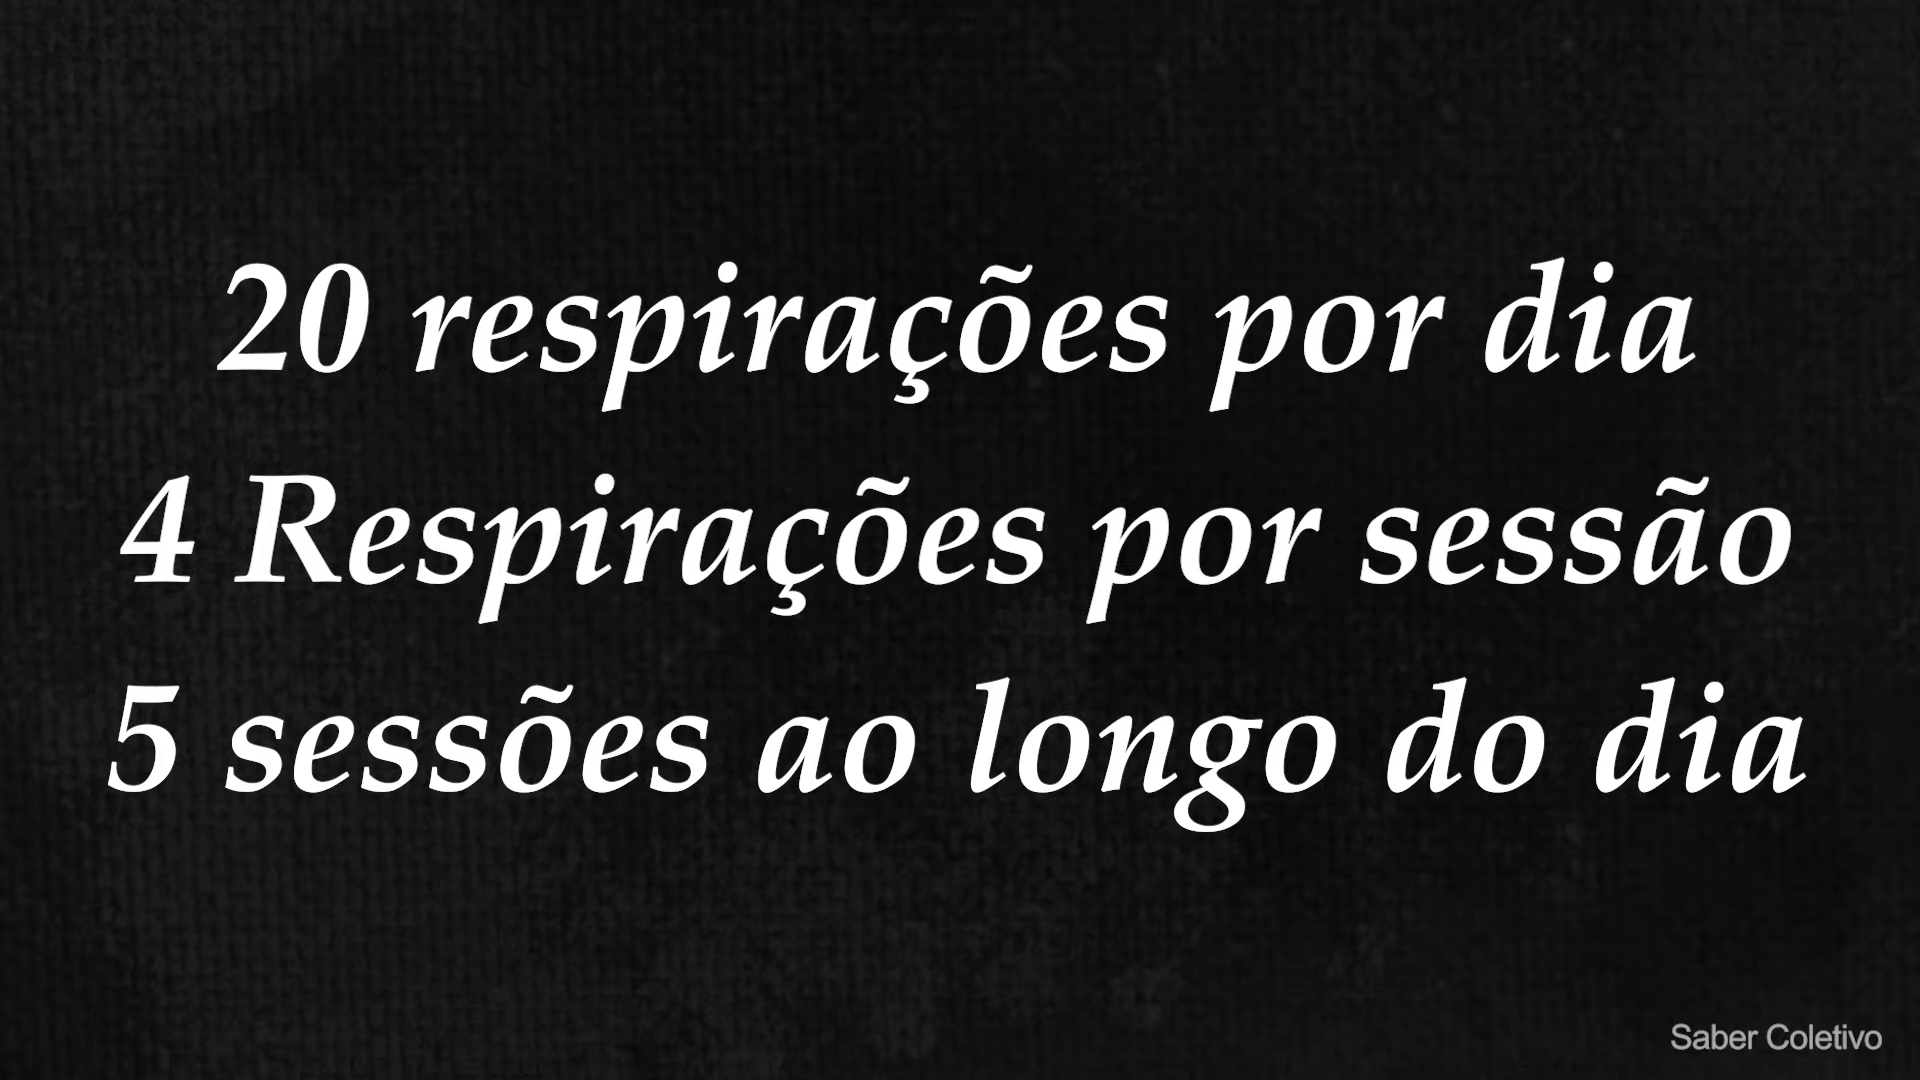 20 respirações por dia
4 Respirações por sessão
5 sessões ao longo do dia
Saber Coletivo